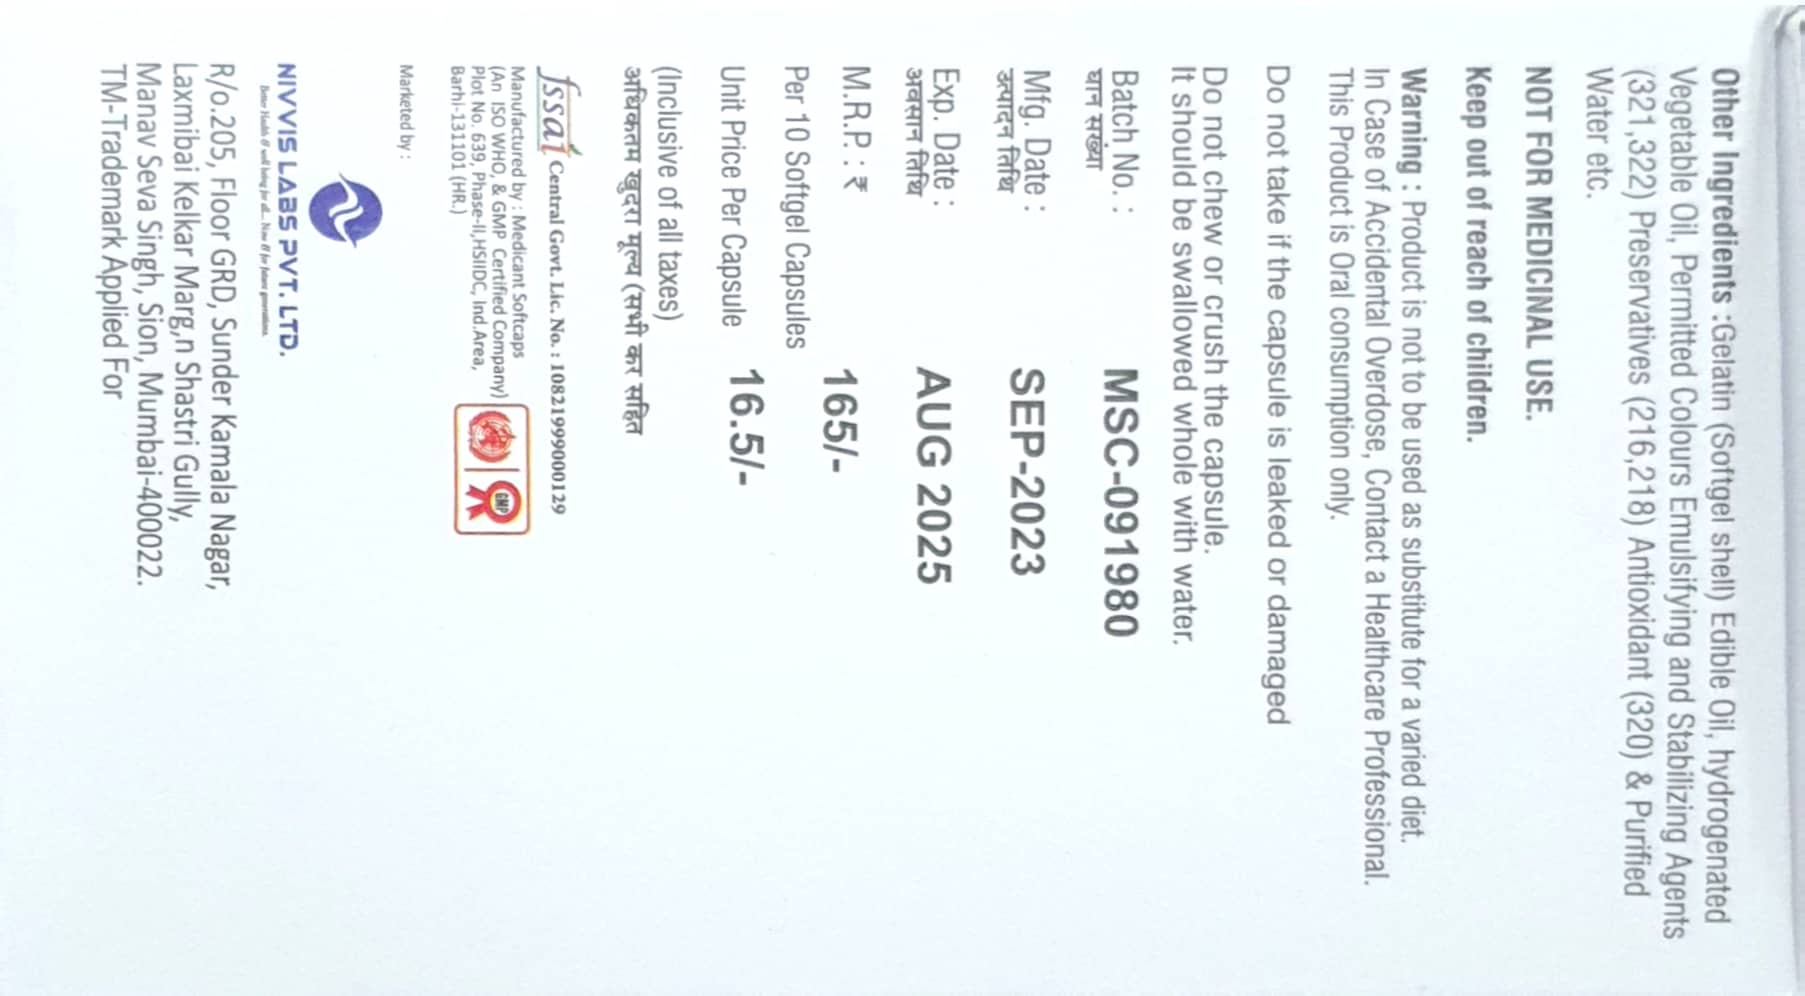 Other Ingredients :Gelatin (Softgel shell) Edible Oil, hydrogenated
Vegetable Oil, Permitted Colours Emulsifying and Stabilizing Agents
(321,322) Preservatives (216,218) Antioxidant (320) & Purified
Water etc.
NOT FOR MEDICINAL USE.
Keep out of reach of children.
Warning : Product is not to be used as substitute for a varied diet.
In Case of Accidental Overdose, Contact a Healthcare Professional.
This Product is Oral consumption only.
Do not take if the capsule is leaked or damaged
Do not chew or crush the capsule.
It should be swallowed whole with water.
Batch No. : MSC-091980
घान सख्ंया
Mfg. Date : SEP-2023
उत्पादन तिथि
Exp. Date : AUG 2025
अवसान तिथि
M.R.P. : ₹ 165/-
Per 10 Softgel Capsules
Unit Price Per Capsule 16.5/-
(Inclusive of all taxes)
अधिकतम खुदरा मूल्य (सभी कर सहित
fssai Central Govt. Lic. No. : 10821999000129
Manufactured by : Medicant Softcaps
(An ISO WHO, & GMP Certified Company)
Plot No. 639, Phase-II,HSIIDC, Ind.Area,
Barhi-131101 (HR.)
GMP
Marketed by :
NIVVIS LABS PVT. LTD.
Better Health & well being for all... Now & for future generations.
R/o.205, Floor GRD, Sunder Kamala Nagar,
Laxmibai Kelkar Marg,n Shastri Gully,
Manav Seva Singh, Sion, Mumbai-400022.
TM-Trademark Applied For